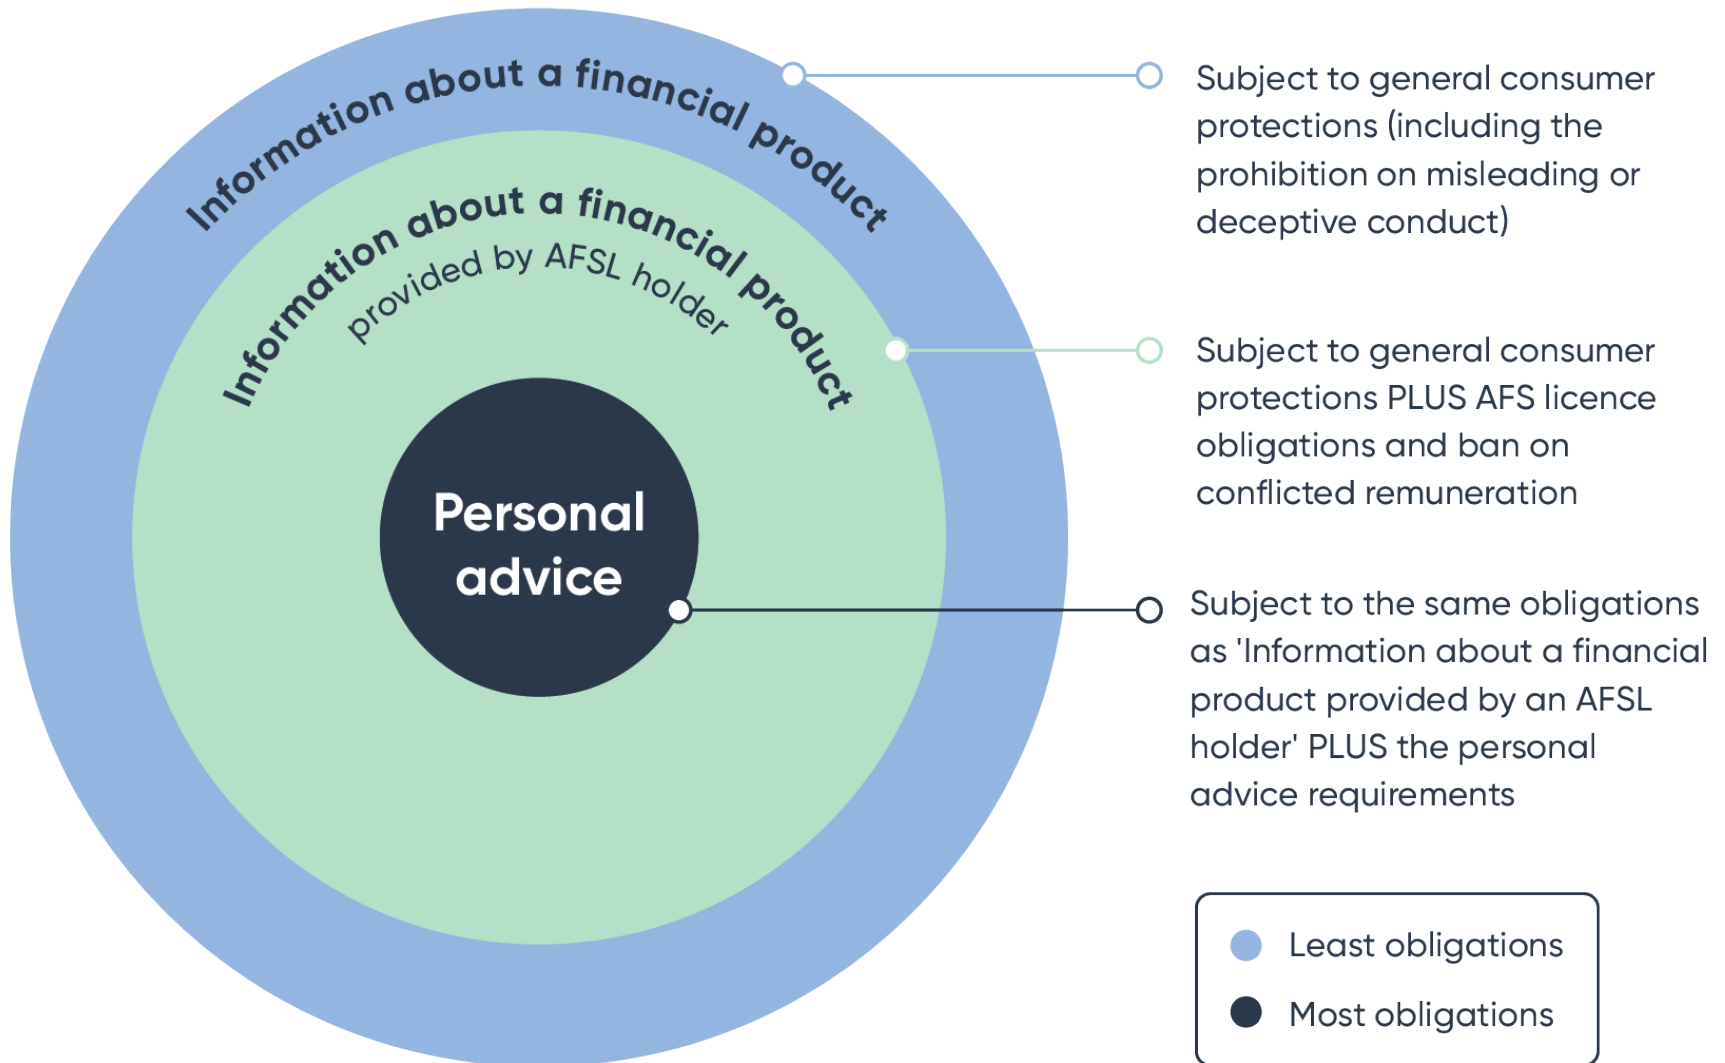 Information about a financial product
Information about a financial product
provided by AFSL holder
Personal
advice
Subject to general consumer
protections (including the
prohibition on misleading or
deceptive conduct)
Subject to general consumer
protections PLUS AFS licence
obligations and ban on
conflicted remuneration
Subject to the same obligations
as 'Information about a financial
product provided by an AFSL
holder' PLUS the personal
advice requirements
Least obligations
Most obligations